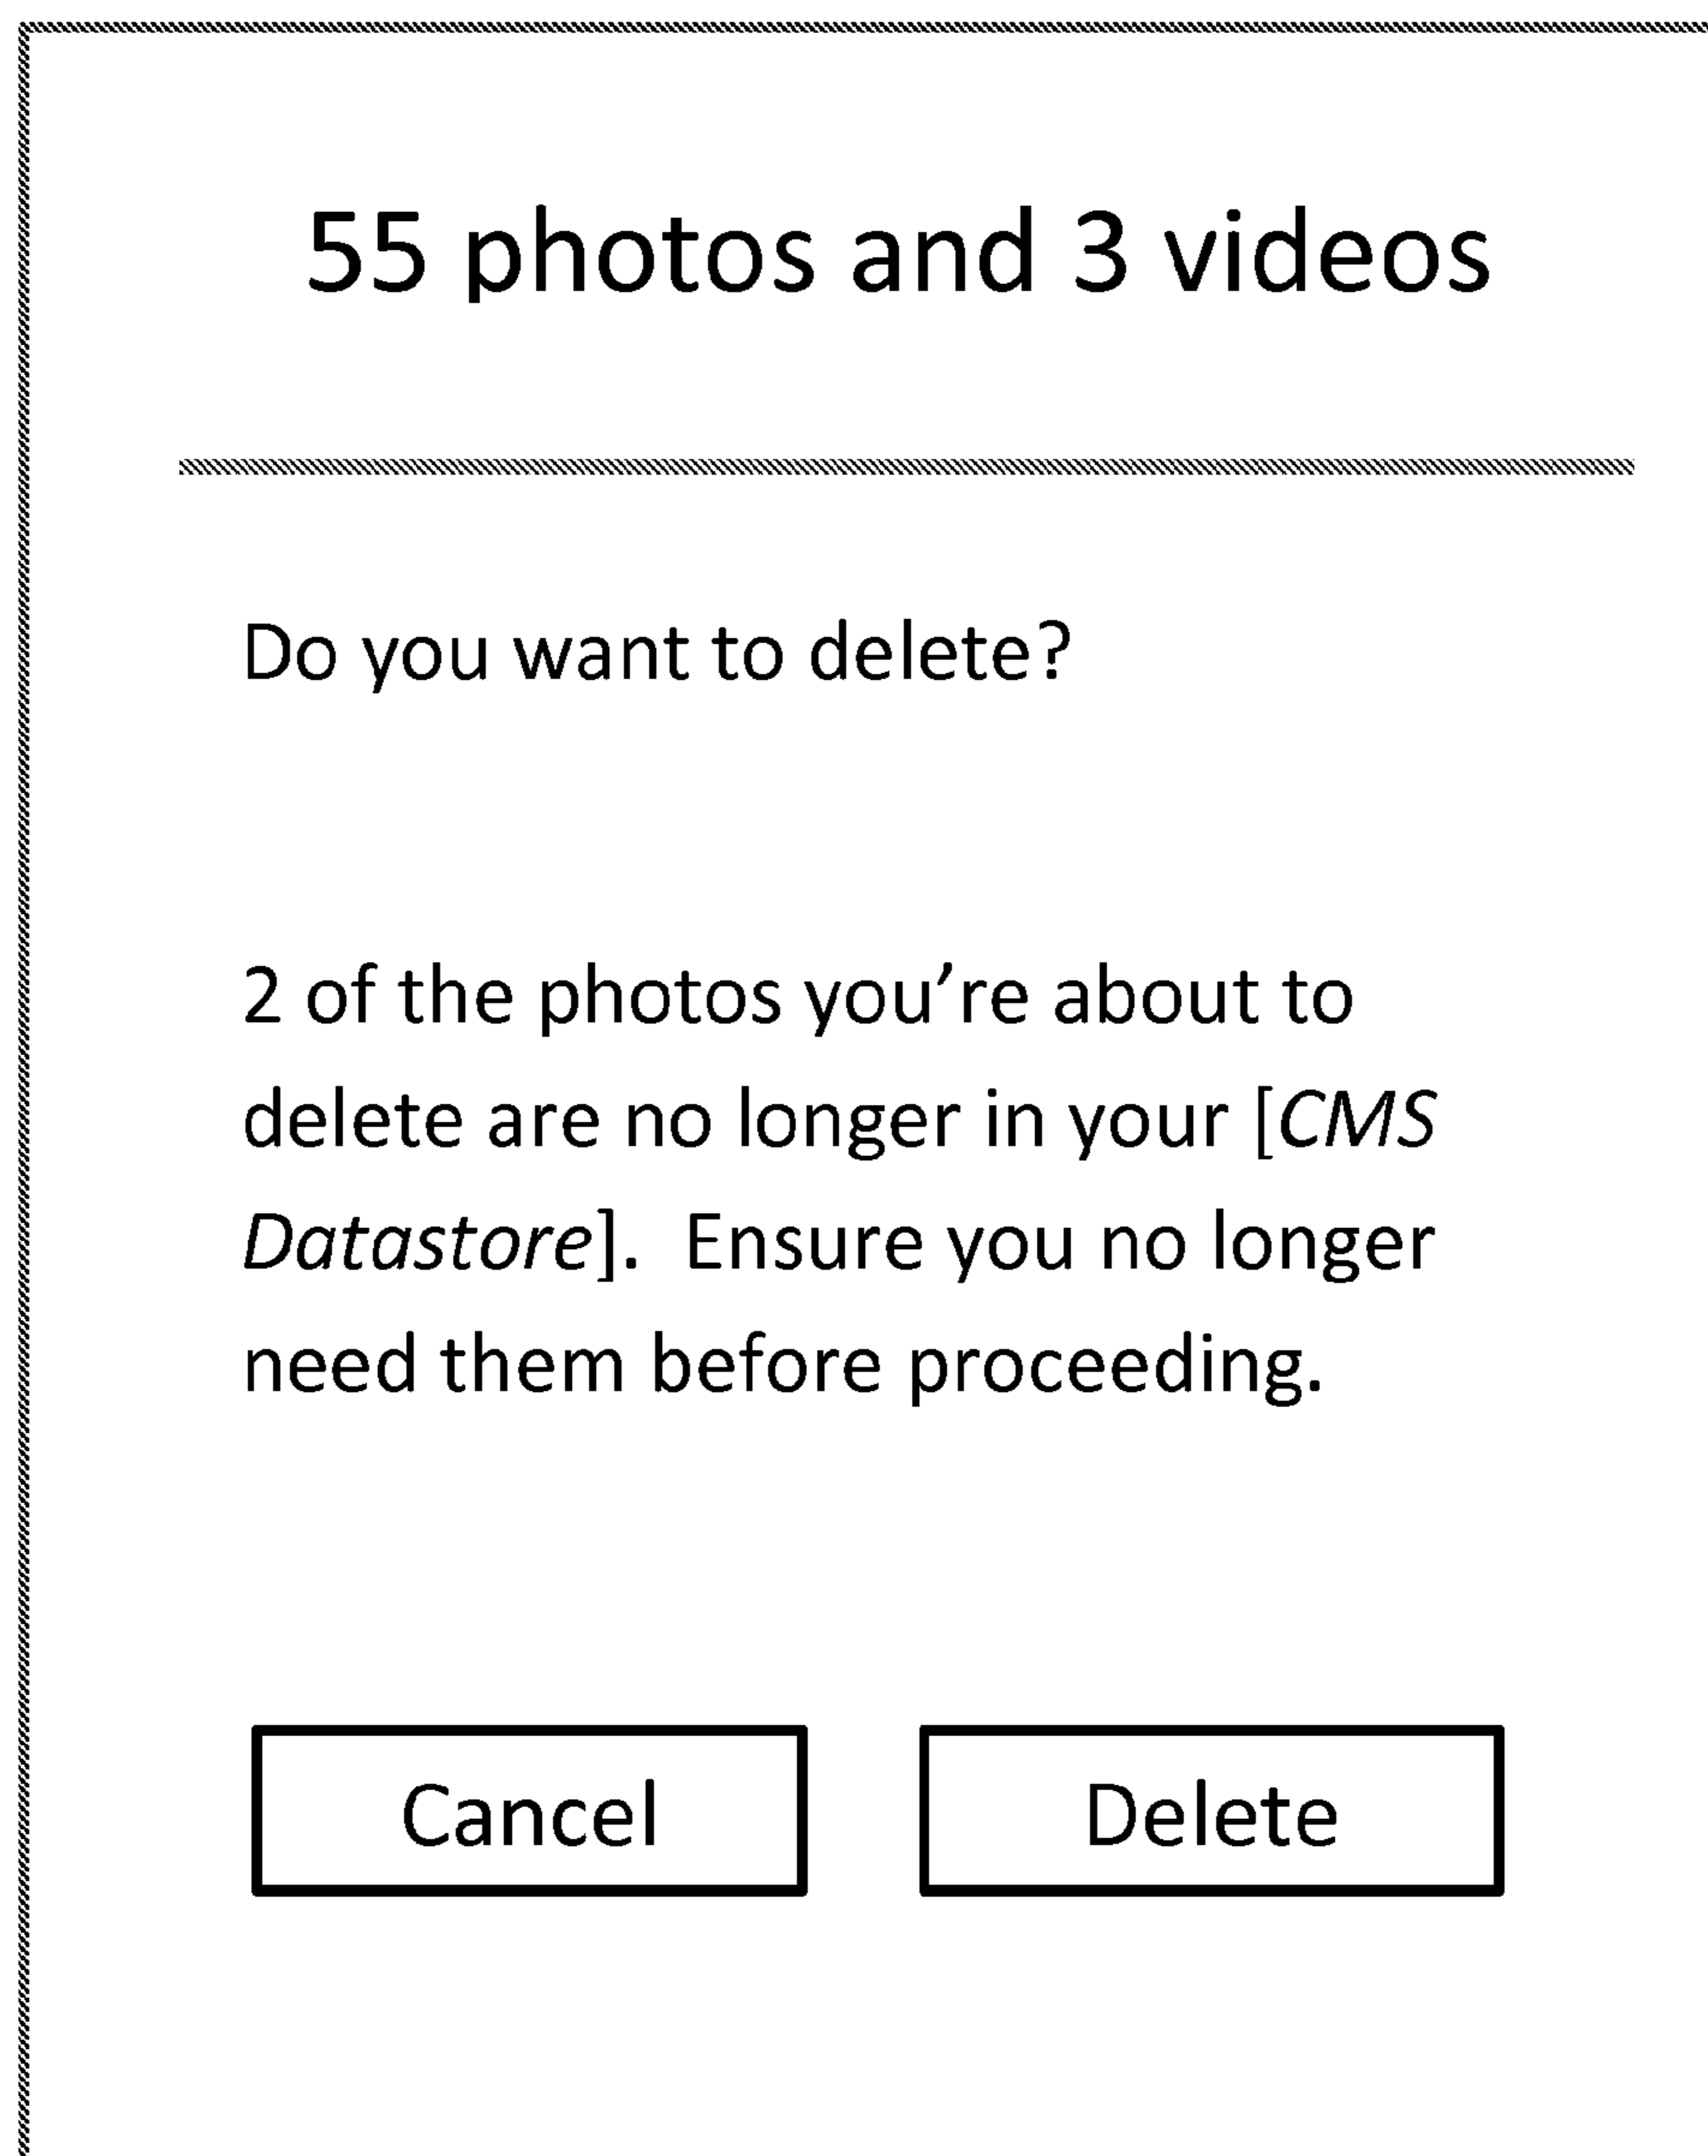 55 photos and 3 videos
Do you want to delete?
2 of the photos you’re about to
delete are no longer in your [CMS
Datastore].  Ensure you no longer
need them before proceeding.
Cancel
Delete